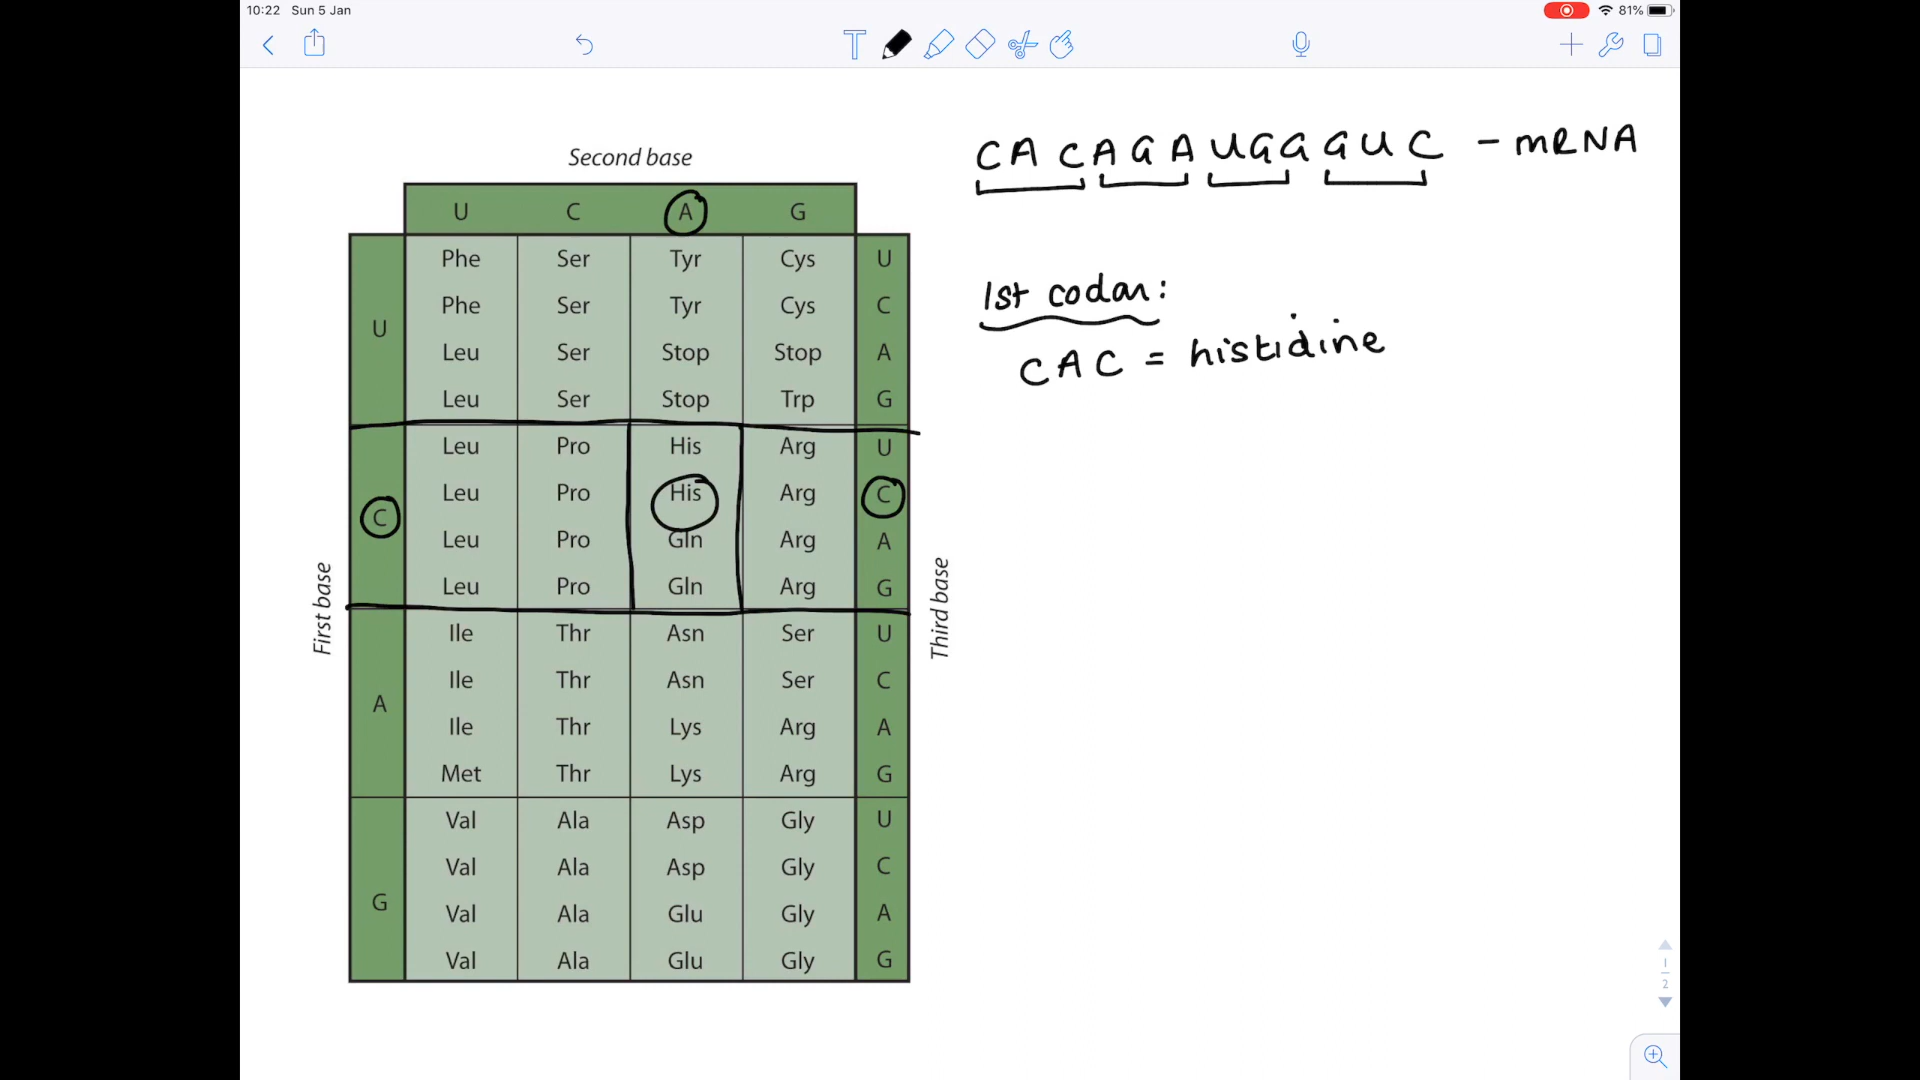 10:22 Sun 5 Jan
81%
T
CACAGAUGGGUC - mRNA
Second base
U C A G
1st codon:
CAC = histidine
Phe Ser Tyr Cys U
Phe Ser Tyr Cys C
U
Leu Ser Stop Stop A
Leu Ser Stop Trp G
Leu Pro His Arg U
Leu Pro His Arg C
C
Leu Pro Gln Arg A
Leu Pro Gln Arg G
First base
Third base
Ile Thr Asn Ser U
Ile Thr Asn Ser C
A
Ile Thr Lys Arg A
Met Thr Lys Arg G
Val Ala Asp Gly U
Val Ala Asp Gly C
G
Val Ala Glu Gly A
Val Ala Glu Gly G
1
2